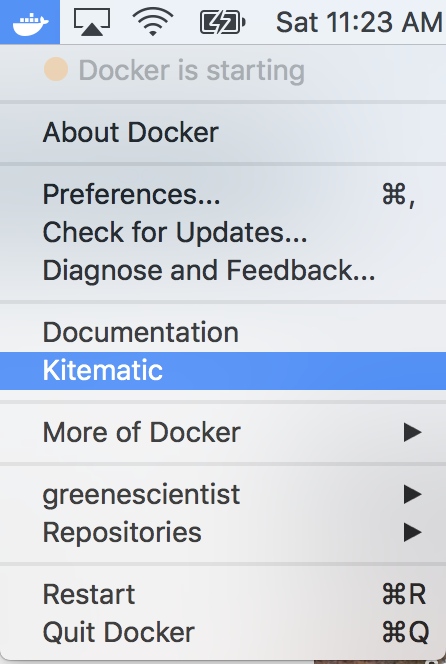 Sat 11:23 AM
Docker is starting
About Docker
Preferences... ⌘,
Check for Updates...
Diagnose and Feedback...
Documentation
Kitematic
More of Docker ▶
greenescientist ▶
Repositories ▶
Restart ⌘R
Quit Docker ⌘Q